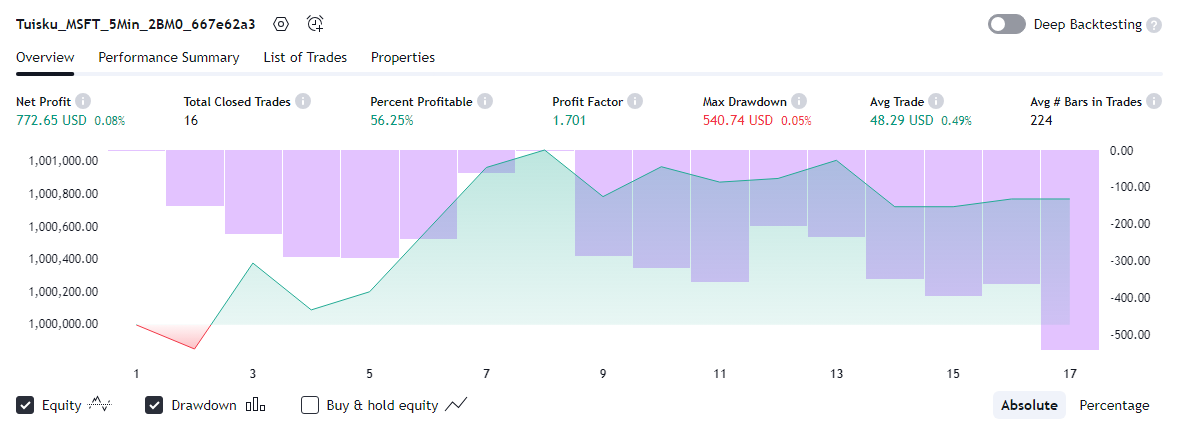 Tuisku_MSFT_5Min_2BM0_667e62a3
Deep Backtesting ?
Overview Performance Summary List of Trades Properties
Net Profit i Total Closed Trades i Percent Profitable i Profit Factor i Max Drawdown i Avg Trade i Avg # Bars in Trades i
772.65 USD 0.08% 16 56.25% 1.701 540.74 USD 0.05% 48.29 USD 0.49% 224
1,001,000.00 0.00
1,000,800.00 -100.00
1,000,600.00 -200.00
1,000,400.00 -300.00
1,000,200.00 -400.00
1,000,000.00 -500.00
1 3 5 7 9 11 13 15 17
Equity Drawdown Buy & hold equity Absolute Percentage